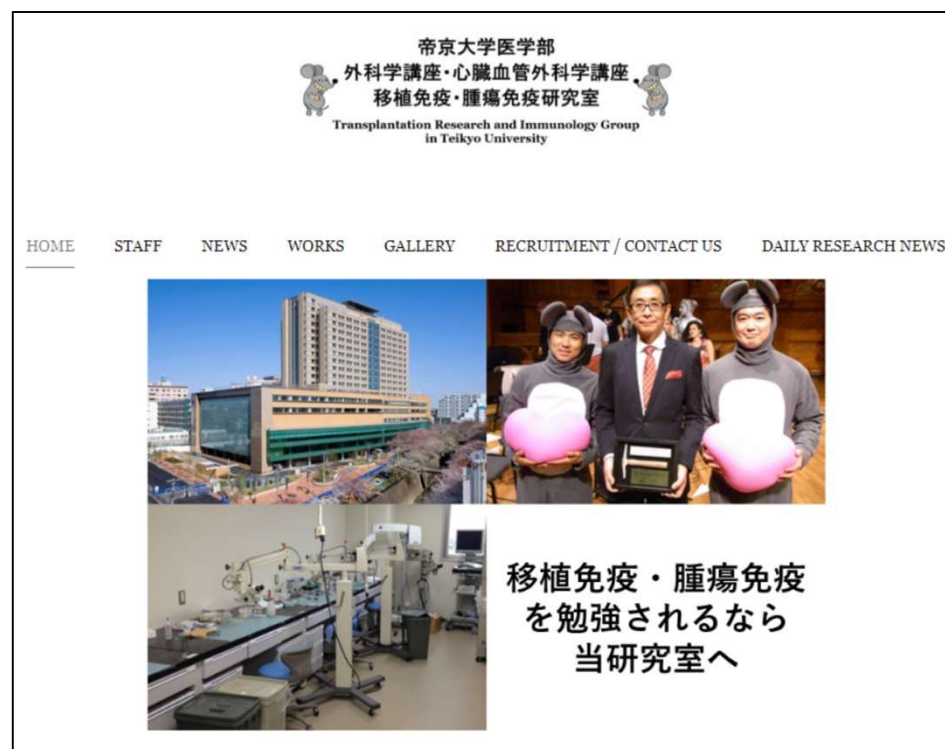 帝京大学医学部
外科学講座・心臓血管外科学講座
移植免疫・腫瘍免疫研究室
Transplantation Research and Immunology Group
in Teikyo University
HOME STAFF NEWS WORKS GALLERY RECRUITMENT / CONTACT US DAILY RESEARCH NEWS
移植免疫・腫瘍免疫
を勉強されるなら
当研究室へ